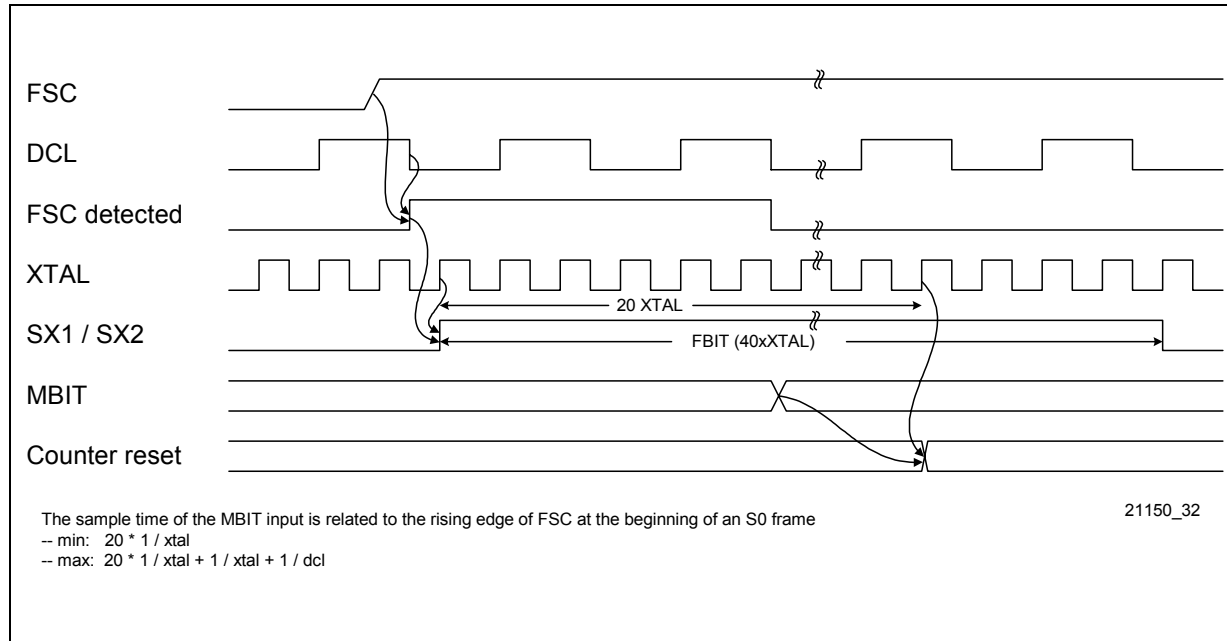 FSC
DCL
FSC detected
XTAL
20 XTAL
SX1 / SX2
FBIT (40xXTAL)
MBIT
Counter reset
21150_32
The sample time of the MBIT input is related to the rising edge of FSC at the beginning of an S0 frame
-- min: 20 * 1 / xtal
-- max: 20 * 1 / xtal + 1 / xtal + 1 / dcl